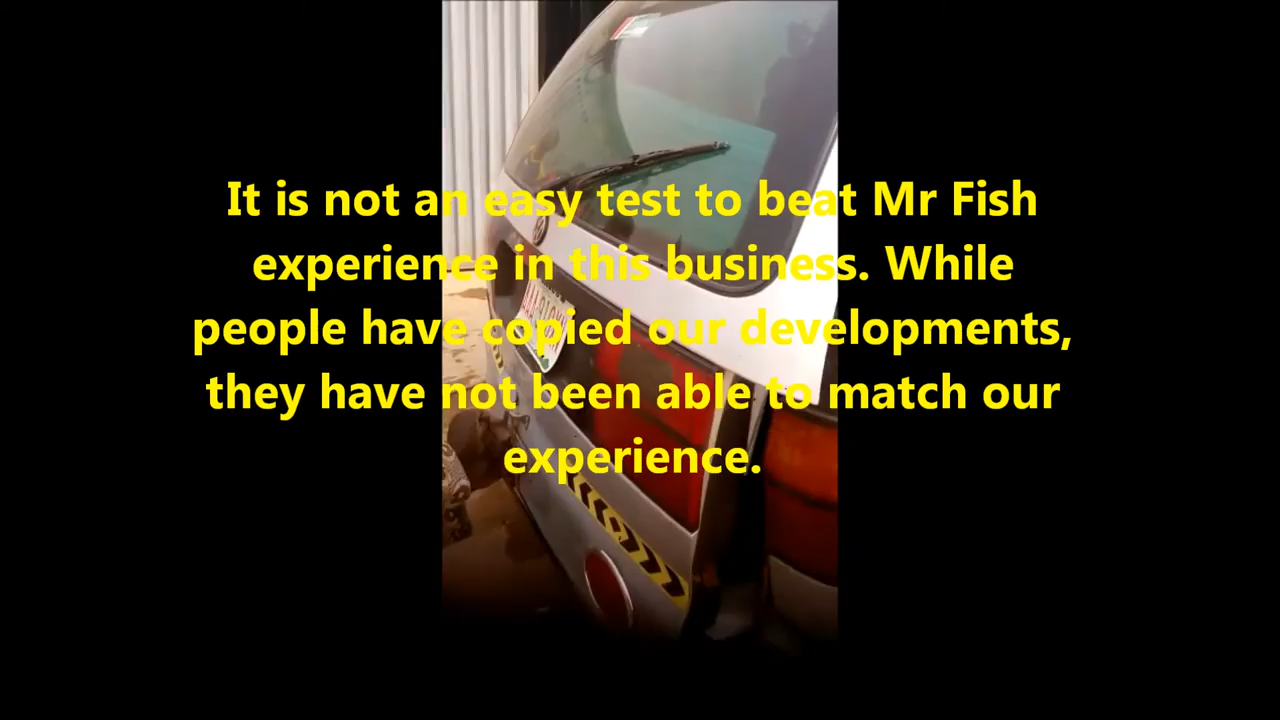 It is not an easy test to beat Mr Fish
experience in this business. While
people have copied our developments,
they have not been able to match our
experience.